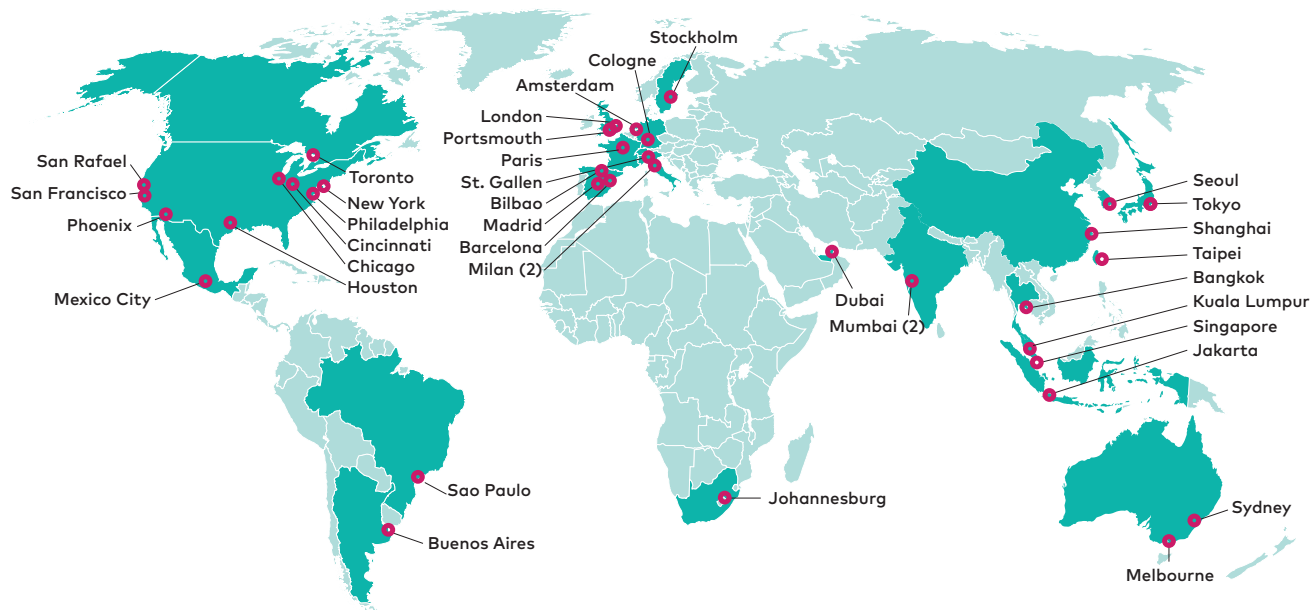 San Rafael
San Francisco
Phoenix
Mexico City
Toronto
New York
Philadelphia
Cincinnati
Chicago
Houston
Sao Paulo
Buenos Aires
Stockholm
Cologne
Amsterdam
London
Portsmouth
Paris
St. Gallen
Bilbao
Madrid
Barcelona
Milan (2)
Dubai
Mumbai (2)
Johannesburg
Seoul
Tokyo
Shanghai
Taipei
Bangkok
Kuala Lumpur
Singapore
Jakarta
Sydney
Melbourne